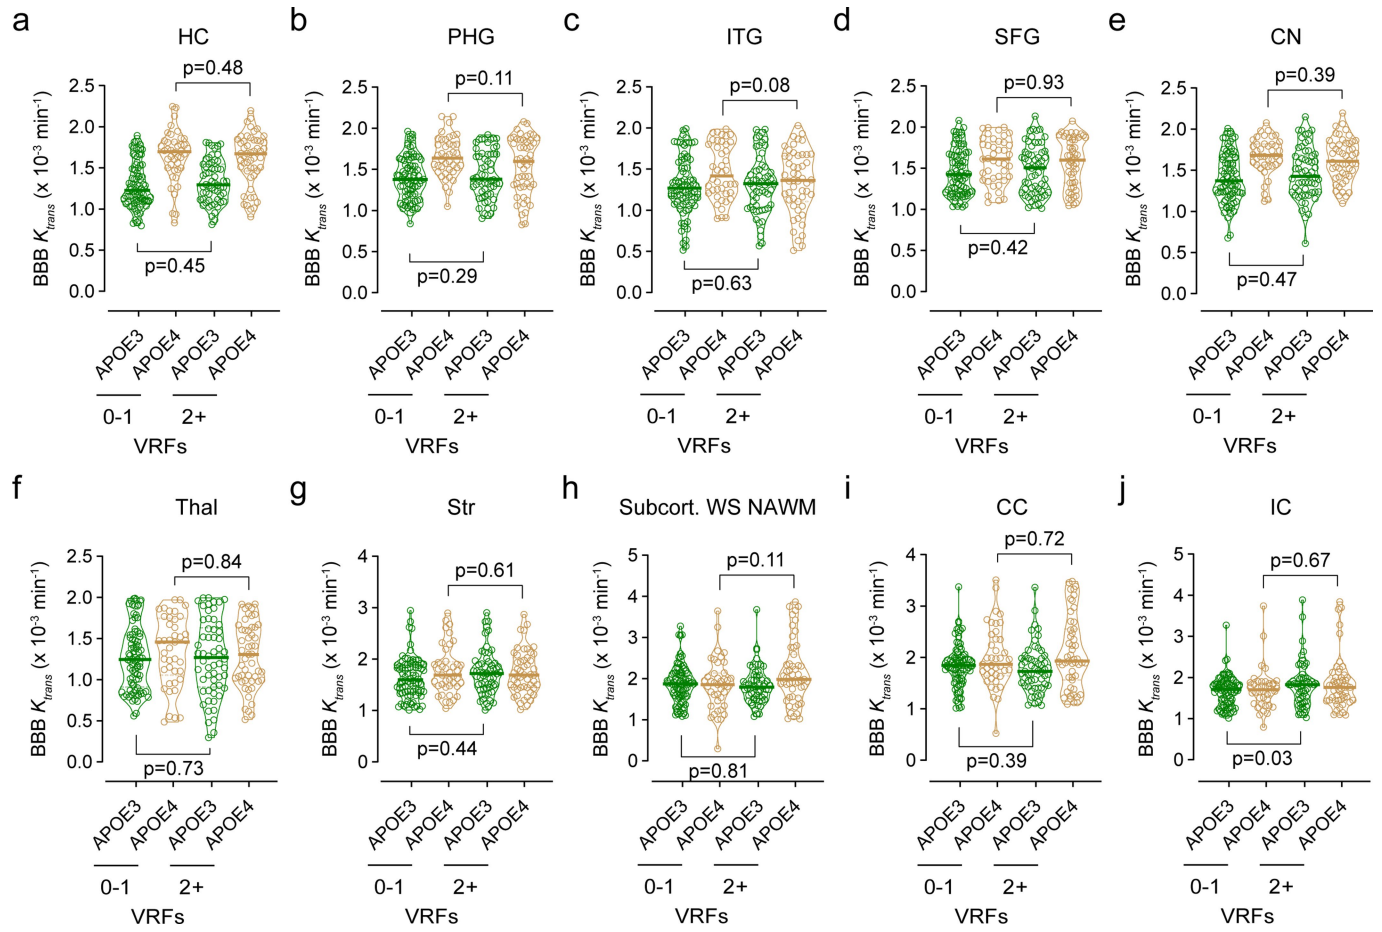 a
HC
BBB Ktrans (x 10-3 min-1)
2.5
2.0
1.5
1.0
0.5
0.0
p=0.48
p=0.45
APOE3 APOE4 APOE3 APOE4
0-1 2+
VRFs
b
PHG
BBB Ktrans (x 10-3 min-1)
2.5
2.0
1.5
1.0
0.5
0.0
p=0.11
p=0.29
APOE3 APOE4 APOE3 APOE4
0-1 2+
VRFs
c
ITG
BBB Ktrans (x 10-3 min-1)
2.5
2.0
1.5
1.0
0.5
0.0
p=0.08
p=0.63
APOE3 APOE4 APOE3 APOE4
0-1 2+
VRFs
d
SFG
BBB Ktrans (x 10-3 min-1)
2.5
2.0
1.5
1.0
0.5
0.0
p=0.93
p=0.42
APOE3 APOE4 APOE3 APOE4
0-1 2+
VRFs
e
CN
BBB Ktrans (x 10-3 min-1)
2.5
2.0
1.5
1.0
0.5
0.0
p=0.39
p=0.47
APOE3 APOE4 APOE3 APOE4
0-1 2+
VRFs
f
Thal
BBB Ktrans (x 10-3 min-1)
2.5
2.0
1.5
1.0
0.5
0.0
p=0.84
p=0.73
APOE3 APOE4 APOE3 APOE4
0-1 2+
VRFs
g
Str
BBB Ktrans (x 10-3 min-1)
4
3
2
1
0
p=0.61
p=0.44
APOE3 APOE4 APOE3 APOE4
0-1 2+
VRFs
h
Subcort. WS NAWM
BBB Ktrans (x 10-3 min-1)
5
4
3
2
1
0
p=0.11
p=0.81
APOE3 APOE4 APOE3 APOE4
0-1 2+
VRFs
i
CC
BBB Ktrans (x 10-3 min-1)
4
3
2
1
0
p=0.72
p=0.39
APOE3 APOE4 APOE3 APOE4
0-1 2+
VRFs
j
IC
BBB Ktrans (x 10-3 min-1)
5
4
3
2
1
0
p=0.67
p=0.03
APOE3 APOE4 APOE3 APOE4
0-1 2+
VRFs